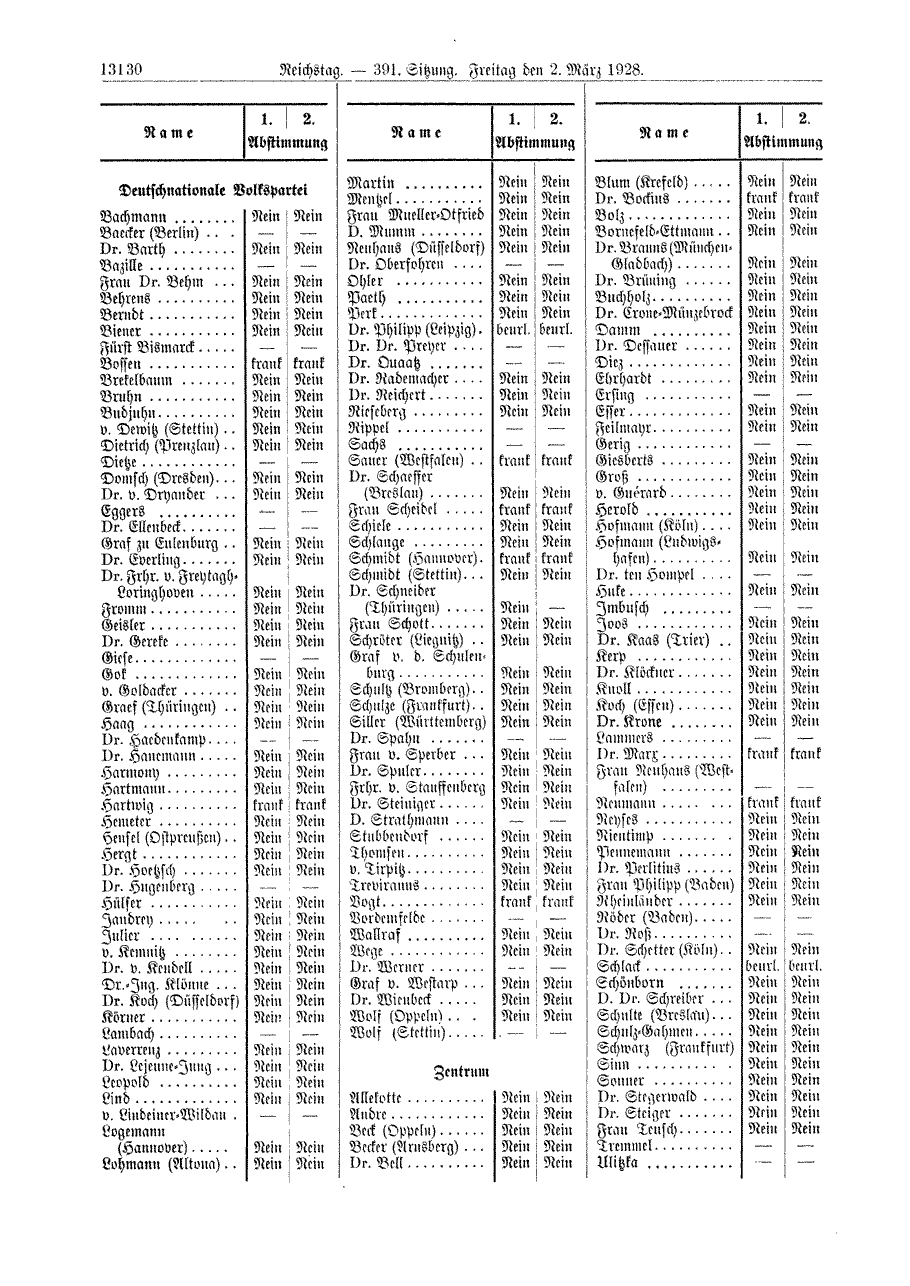 13130 Reichstag. — 391. Sitzung. Freitag den 2. März 1928.
Name 1. 2. Abstimmung
Deutschnationale Volkspartei
Bachmann ........ Nein Nein
Baecker (Berlin) .. . — —
Dr. Barth ........ Nein Nein
Bazille ........... — —
Frau Dr. Behm ... Nein Nein
Behrens .......... Nein Nein
Berndt ........... Nein Nein
Biener ........... Nein Nein
Fürst Bismarck..... — —
Bossen ........... krank krank
Brekelbaum ....... Nein Nein
Bruhn ............ Nein Nein
Budjuhn........... Nein Nein
v. Dewitz (Stettin) .. Nein Nein
Dietrich (Prenzlau) .. Nein Nein
Dietze ............ — —
Domsch (Dresden)... Nein Nein
Dr. v. Dryander ... Nein Nein
Eggers .......... — —
Dr. Ellenbeck....... — —
Graf zu Eulenburg .. Nein Nein
Dr. Everling....... Nein Nein
Dr. Frhr. v. Freytagh-
Loringhoven ..... Nein Nein
Fromm ........... Nein Nein
Geisler ........... Nein Nein
Dr. Gereke ....... Nein Nein
Giese............. — —
Gok ............. Nein Nein
v. Goldacker ....... Nein Nein
Graef (Thüringen) .. Nein Nein
Haag ............ Nein Nein
Dr. Haedenkamp.... — —
Dr. Hanemann ..... Nein Nein
Harmony ......... Nein Nein
Hartmann......... Nein Nein
Hartwig .......... krank krank
Hemeter .......... Nein Nein
Hensel (Ostpreußen) .. Nein Nein
Hergt ............ Nein Nein
Dr. Hoetzsch ....... Nein Nein
Dr. Hugenberg ..... — —
Hülser ........... Nein Nein
Jandrey ..... .. Nein Nein
Julier .... ...... Nein Nein
v. Kemnitz ........ Nein Nein
Dr. v. Keudell ..... Nein Nein
Dr.-Ing. Klönne ... Nein Nein
Dr. Koch (Düsseldorf) Nein Nein
Körner ........... Nein Nein
Lambach .......... — —
Laverrenz ......... Nein Nein
Dr. Lejeune-Jung ... Nein Nein
Leopold .......... Nein Nein
Lind ............. Nein Nein
v. Lindeiner-Wildau . — —
Logemann
(Hannover) ..... Nein Nein
Lohmann (Altona) .. Nein Nein
Name 1. 2. Abstimmung
Martin .......... Nein Nein
Mentzel........... Nein Nein
Frau Mueller-Otfried Nein Nein
D. Mumm ........ Nein Nein
Neuhaus (Düsseldorf) Nein Nein
Dr. Oberfohren .... — —
Ohler ........... Nein Nein
Paeth ........... Nein Nein
Perk............. Nein Nein
Dr. Philipp (Leipzig). beurl. beurl.
Dr. Dr. Preyer .... — —
Dr. Quaatz ....... — —
Dr. Rademacher .... Nein Nein
Dr. Reichert....... Nein Nein
Rieseberg ......... Nein Nein
Rippel ........... — —
Sachs ........... — —
Sauer (Westfalen) .. krank krank
Dr. Schaeffer
(Breslau) ....... Nein Nein
Frau Scheidel ..... krank krank
Schiele ........... Nein Nein
Schlange .......... Nein Nein
Schmidt (Hannover). krank krank
Schmidt (Stettin)... Nein Nein
Dr. Schneider
(Thüringen) ..... Nein —
Frau Schott....... Nein Nein
Schröter (Liegnitz) .. Nein Nein
Graf v. d. Schulen-
burg ............ Nein Nein
Schultz (Bromberg).. Nein Nein
Schulze (Frankfurt).. Nein Nein
Siller (Württemberg) Nein Nein
Dr. Spahn ....... — —
Frau v. Sperber ... Nein Nein
Dr. Spuler........ Nein Nein
Frhr. v. Stauffenberg Nein Nein
Dr. Steiniger ...... Nein Nein
D. Strathmann .... — —
Stubbendorf ...... Nein Nein
Thomsen.......... Nein Nein
v. Tirpitz......... Nein Nein
Treviranus........ Nein Nein
Vogt............. krank krank
Vordemfelde ....... — —
Wallraf .......... Nein Nein
Wege ............ Nein Nein
Dr. Werner ....... — —
Graf v. Westarp ... Nein Nein
Dr. Wienbeck ..... Nein Nein
Wolf (Oppeln) .. . Nein Nein
Wolf (Stettin)..... — —
Zentrum
Allekotte .......... Nein Nein
Andre ............ Nein Nein
Beck (Oppeln) ...... Nein Nein
Becker (Arnsberg) ... Nein Nein
Dr. Bell .......... Nein Nein
Name 1. 2. Abstimmung
Blum (Krefeld) ..... Nein Nein
Dr. Bockius ....... krank krank
Bolz ............. Nein Nein
Bornefeld-Ettmann .. Nein Nein
Dr. Brauns (München-
Gladbach) ....... Nein Nein
Dr. Brüning ...... Nein Nein
Buchholz.......... Nein Nein
Dr. Crone-Münzebrock Nein Nein
Damm .......... Nein Nein
Dr. Dessauer ...... Nein Nein
Diez ............. Nein Nein
Ehrhardt ......... Nein Nein
Ersing ........... — —
Esser............. Nein Nein
Feilmayr.......... Nein Nein
Gerig ............ — —
Giesberts ......... Nein Nein
Groß ............ Nein Nein
v. Guérard ........ Nein Nein
Herold ........... Nein Nein
Hofmann (Köln) .... Nein Nein
Hofmann (Ludwigs-
hafen) .......... Nein Nein
Dr. ten Hompel .... — —
Huke............. Nein Nein
Imbusch ......... — —
Joos ............. Nein Nein
Dr. Kaas (Trier) .. Nein Nein
Kerp ............ Nein Nein
Dr. Klöckner....... Nein Nein
Knoll ............ Nein Nein
Koch (Essen) ....... Nein Nein
Dr. Krone ........ Nein Nein
Lammers ......... — —
Dr. Marx ......... krank krank
Frau Neuhaus (West-
falen) ......... — —
Neumann ..... ... krank krank
Neyses ........... Nein Nein
Nientimp ....... . Nein Nein
Pennemann ....... Nein Nein
Dr. Perlitius ...... Nein Nein
Frau Philipp (Baden) Nein Nein
Rheinländer ....... Nein Nein
Röder (Baden)..... — —
Dr. Roß.......... — —
Dr. Schetter (Köln).. Nein Nein
Schlack ........... beurl. beurl.
Schönborn ....... Nein Nein
D. Dr. Schreiber ... Nein Nein
Schulte (Breslau)... Nein Nein
Schulz-Gahmen..... Nein Nein
Schwarz (Frankfurt) Nein Nein
Sinn ......... . Nein Nein
Sonner .......... Nein Nein
Dr. Stegerwald .... Nein Nein
Dr. Steiger ....... Nein Nein
Frau Teusch....... Nein Nein
Tremmel.......... — —
Ulitzka ........... — —